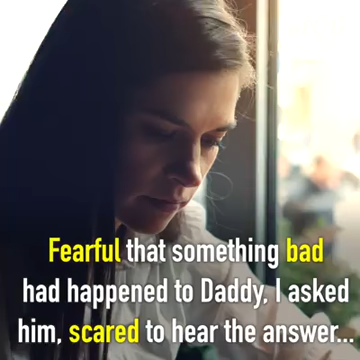 Fearful that something bad
had happened to Daddy, I asked
him, scared to hear the answer...